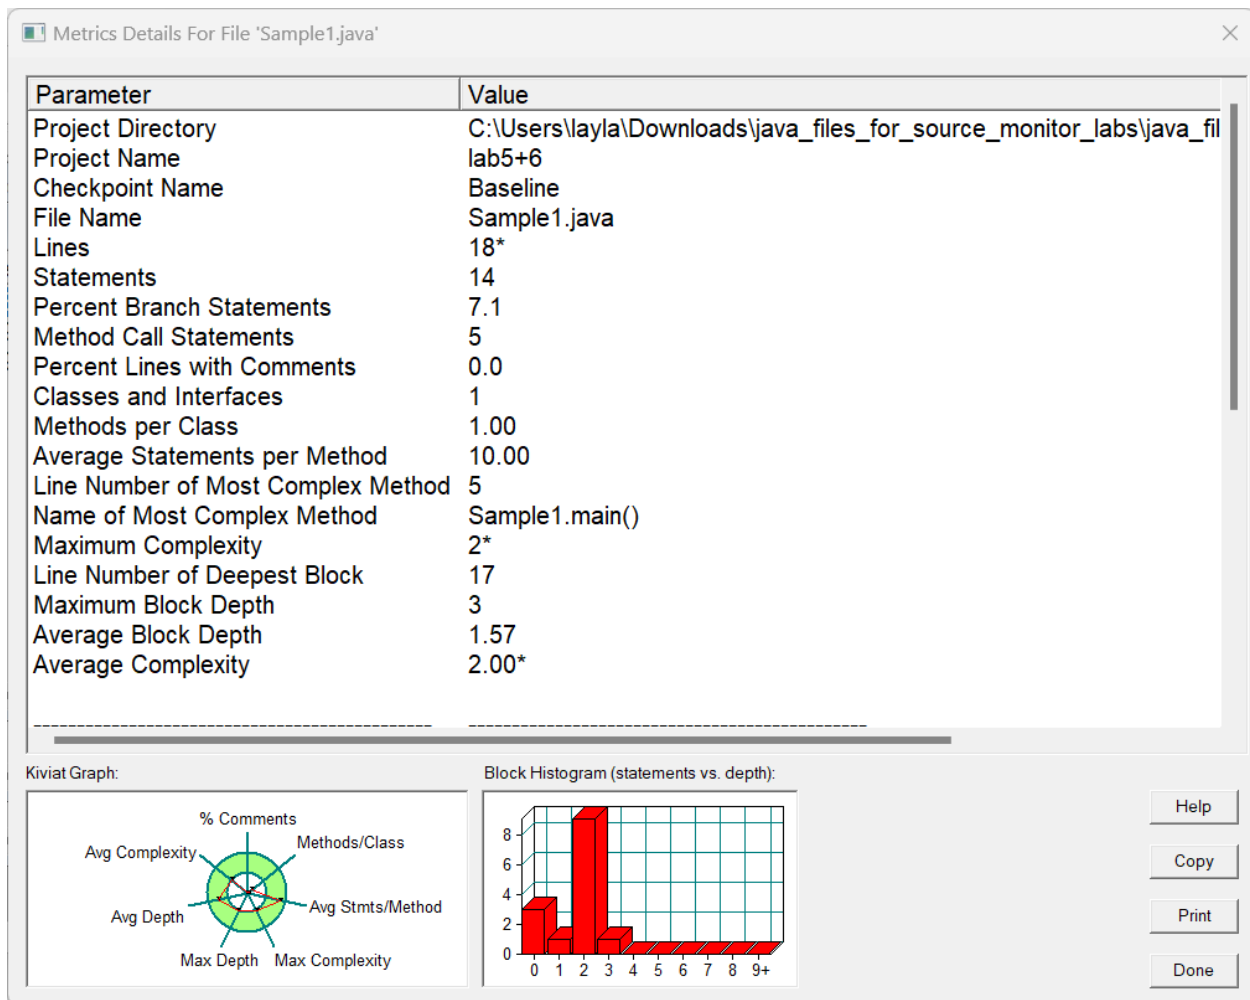 Metrics Details For File 'Sample1.java'
Parameter Value
Project Directory C:\Users\layla\Downloads\java_files_for_source_monitor_labs\java_fil
Project Name lab5+6
Checkpoint Name Baseline
File Name Sample1.java
Lines 18*
Statements 14
Percent Branch Statements 7.1
Method Call Statements 5
Percent Lines with Comments 0.0
Classes and Interfaces 1
Methods per Class 1.00
Average Statements per Method 10.00
Line Number of Most Complex Method 5
Name of Most Complex Method Sample1.main()
Maximum Complexity 2*
Line Number of Deepest Block 17
Maximum Block Depth 3
Average Block Depth 1.57
Average Complexity 2.00*
Kiviat Graph:
% Comments
Methods/Class
Avg Complexity
Avg Stmts/Method
Avg Depth
Max Depth Max Complexity
Block Histogram (statements vs. depth):
8
6
4
2
0
0 1 2 3 4 5 6 7 8 9+
Help
Copy
Print
Done